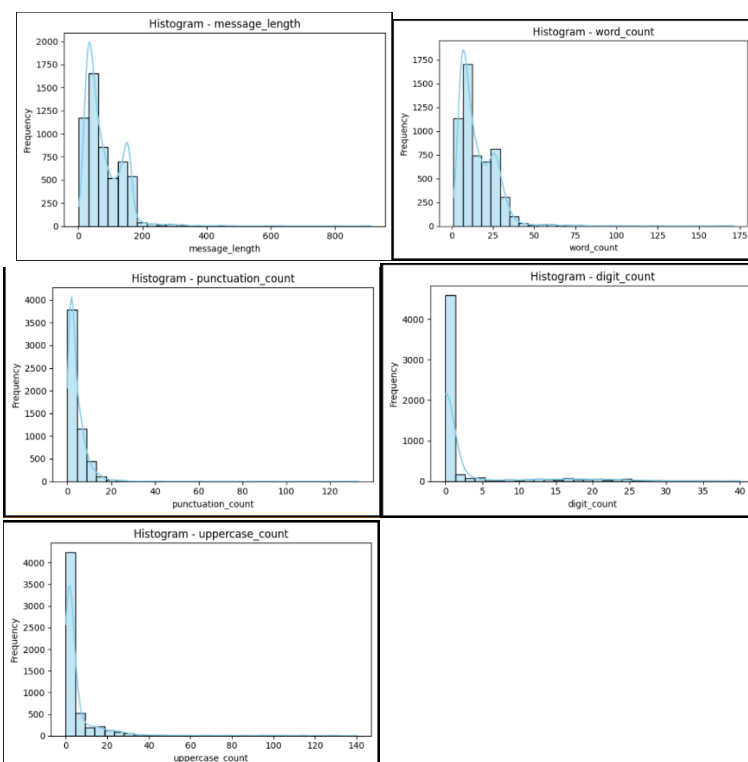 Histogram - message_length
Frequency
2000
1750
1500
1250
1000
750
500
250
0
0 200 400 600 800
message_length
Histogram - word_count
Frequency
1750
1500
1250
1000
750
500
250
0
0 25 50 75 100 125 150 175
word_count
Histogram - punctuation_count
Frequency
4000
3500
3000
2500
2000
1500
1000
500
0
0 20 40 60 80 100 120
punctuation_count
Histogram - digit_count
Frequency
4000
3000
2000
1000
0
0 5 10 15 20 25 30 35 40
digit_count
Histogram - uppercase_count
Frequency
4000
3500
3000
2500
2000
1500
1000
500
0
0 20 40 60 80 100 120 140
uppercase_count